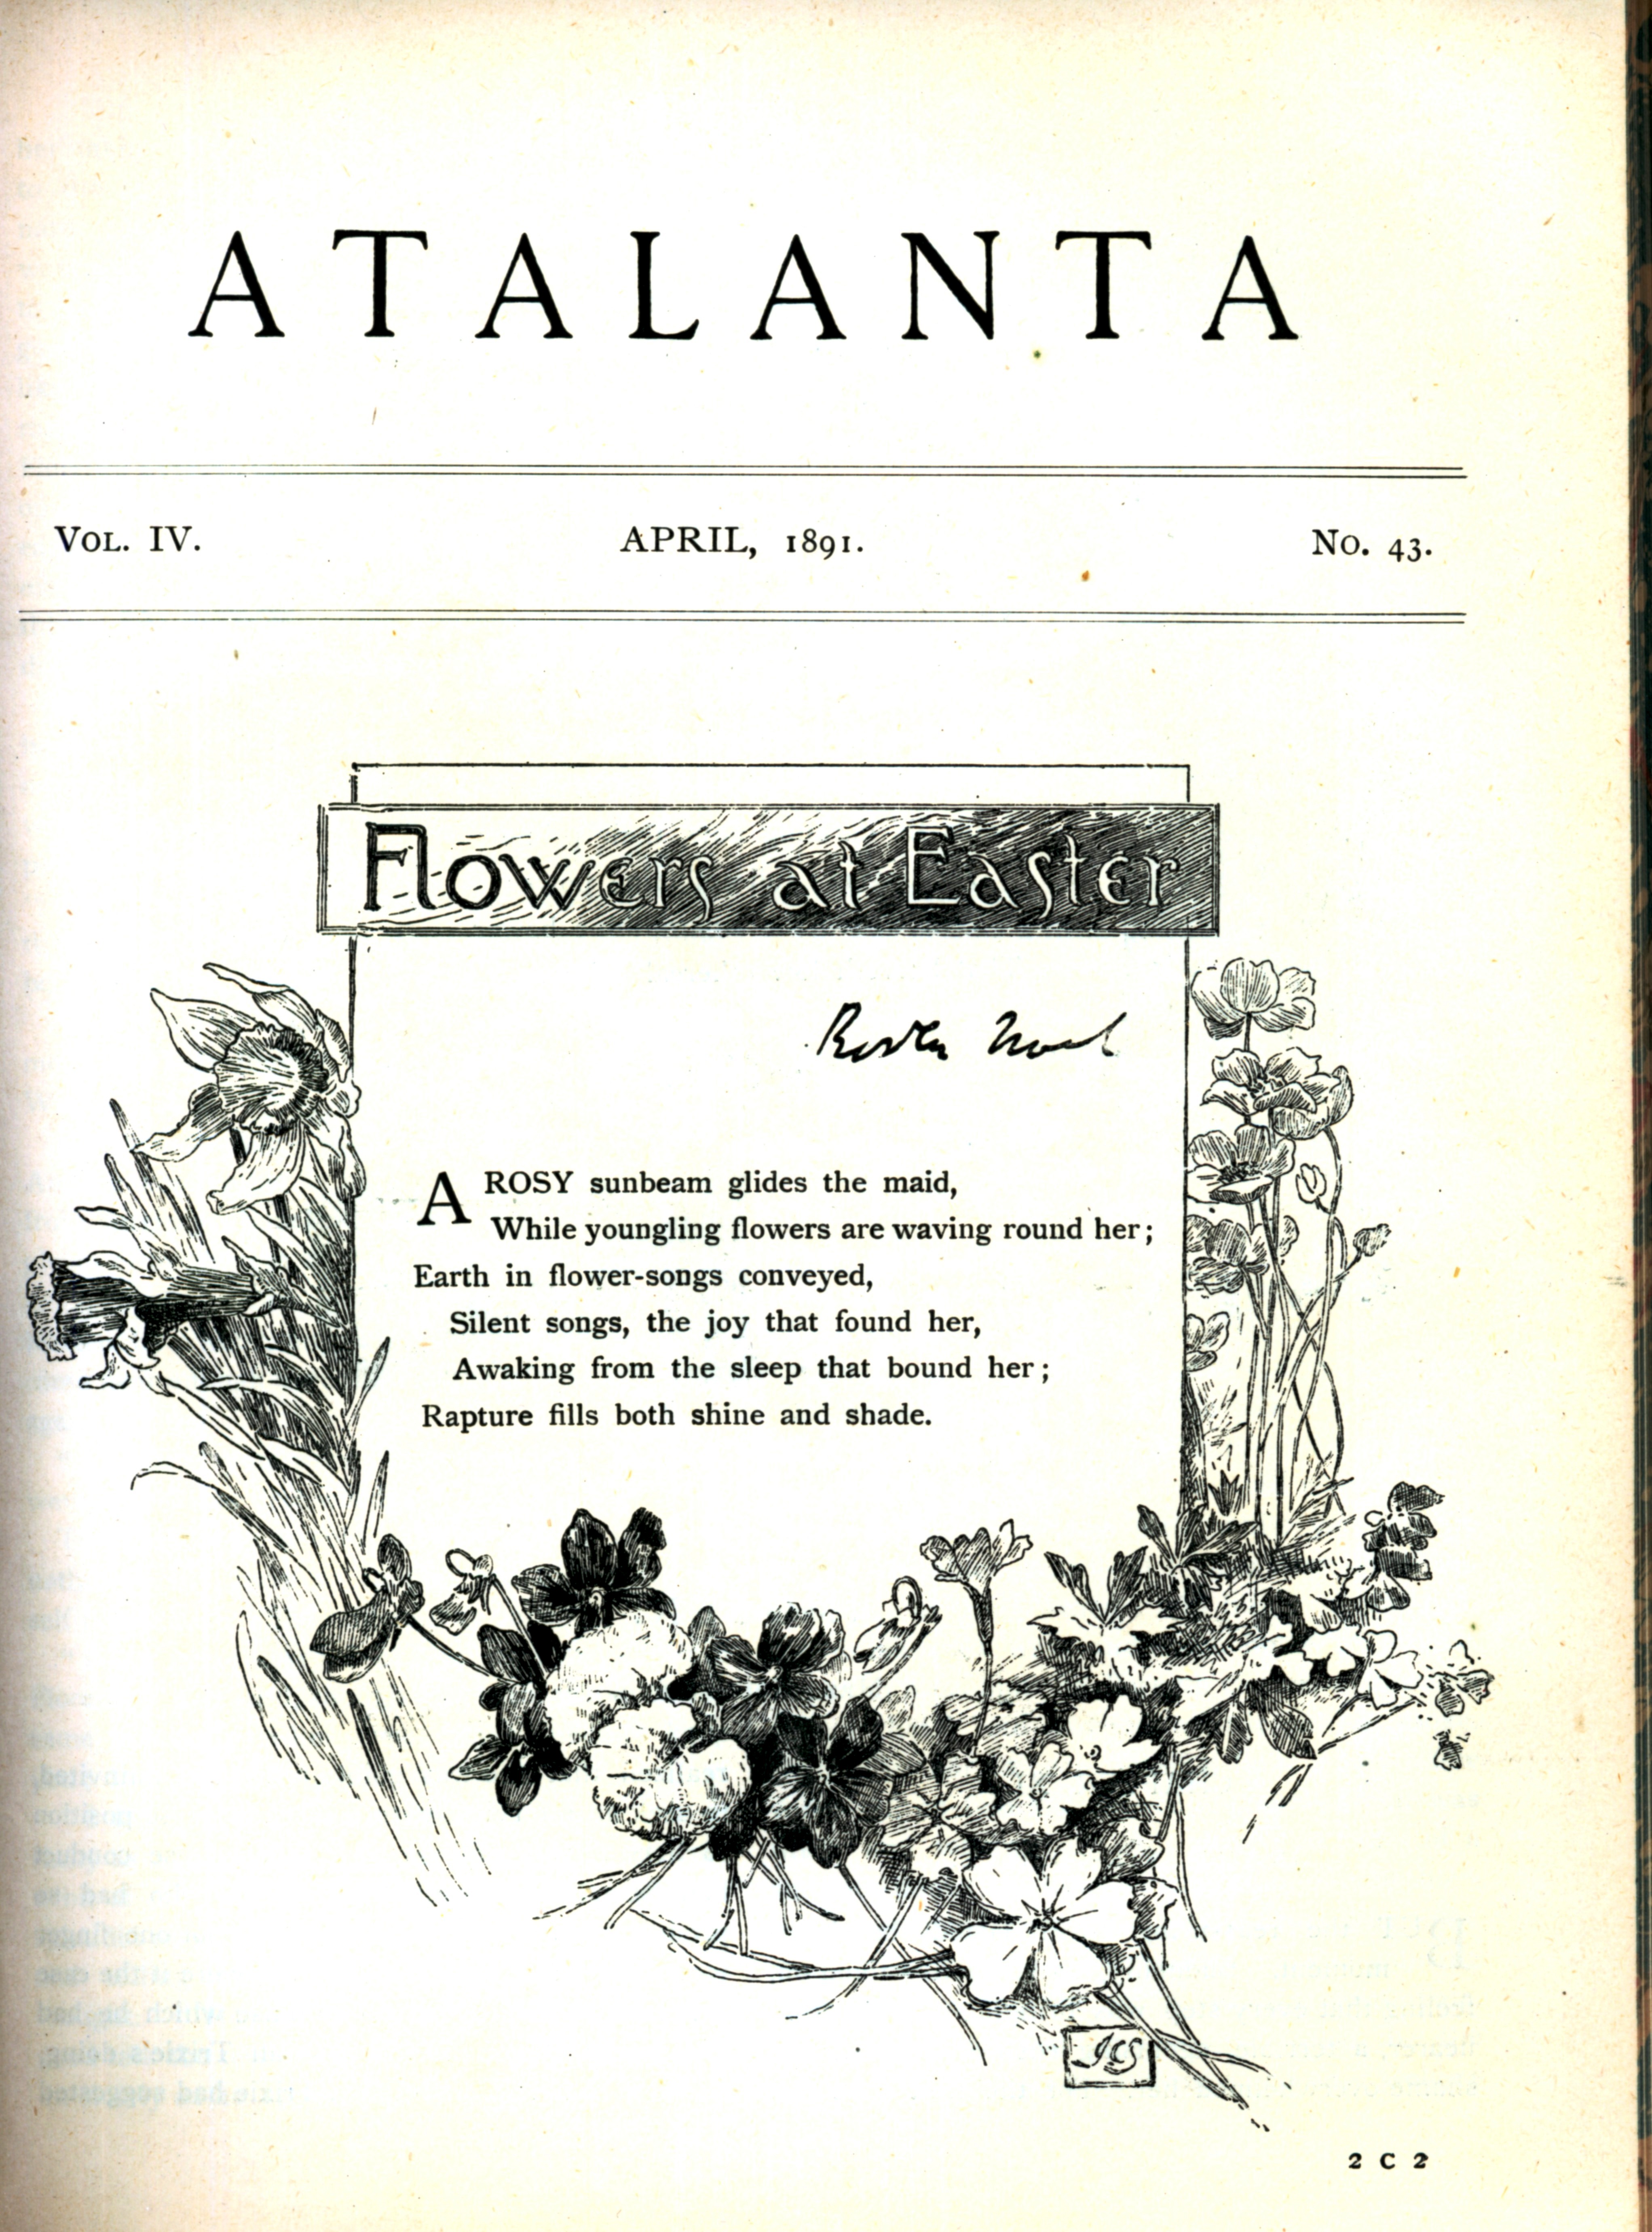 ATALANTA
VOL. IV.
APRIL, 1891.
No. 43.
Flowers at Easter
Roden Noel
A ROSY sunbeam glides the maid,
While youngling flowers are waving round her;
Earth in flower-songs conveyed,
Silent songs, the joy that found her,
Awaking from the sleep that bound her;
Rapture fills both shine and shade.
2 C 2